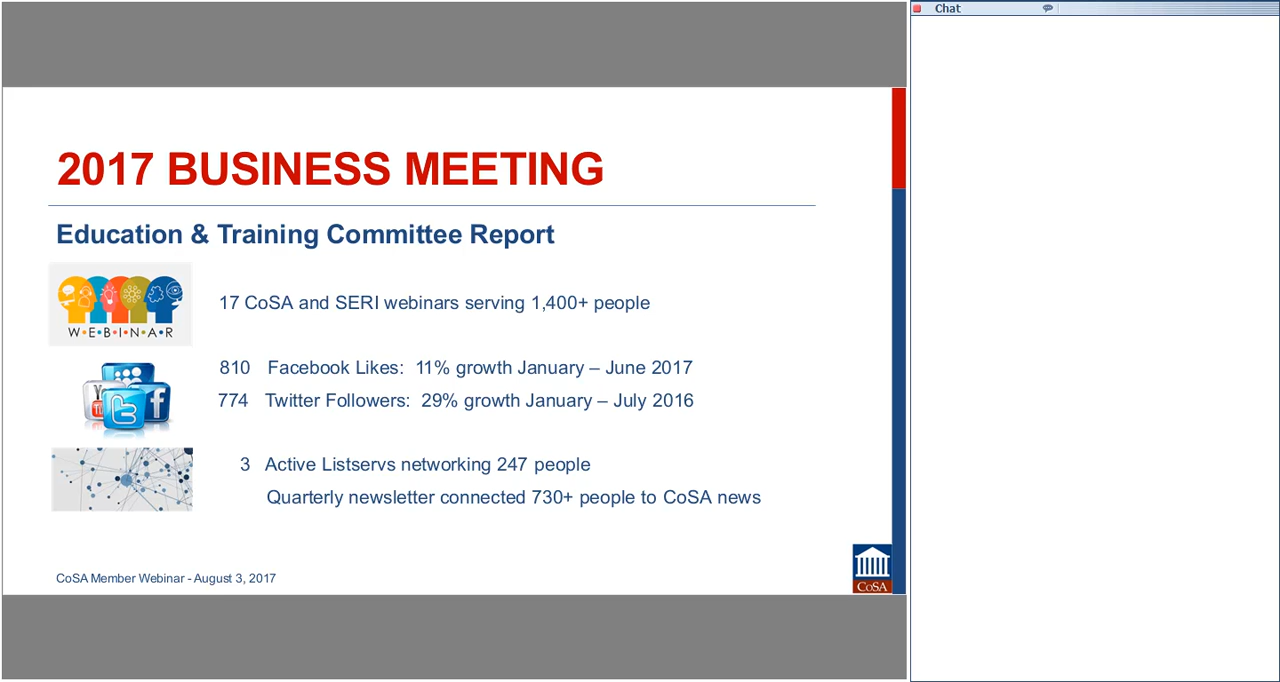 Chat
2017 BUSINESS MEETING
Education & Training Committee Report
W•E•B•I•N•A•R
17 CoSA and SERI webinars serving 1,400+ people
810 Facebook Likes: 11% growth January – June 2017
774 Twitter Followers: 29% growth January – July 2016
3 Active Listservs networking 247 people
Quarterly newsletter connected 730+ people to CoSA news
CoSA Member Webinar - August 3, 2017
CoSA